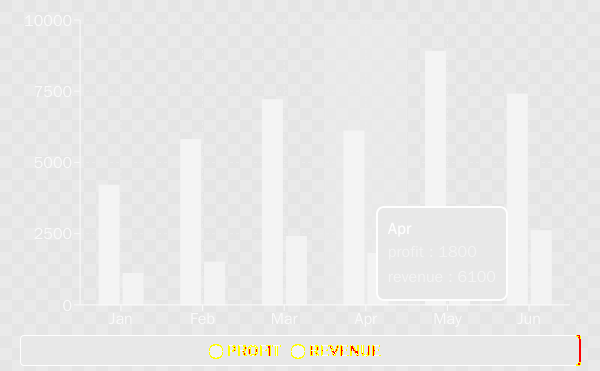 10000
7500
5000
2500
0
Apr
profit : 1800
revenue : 6100
Jan Feb Mar Apr May Jun
PROFIT REVENUE